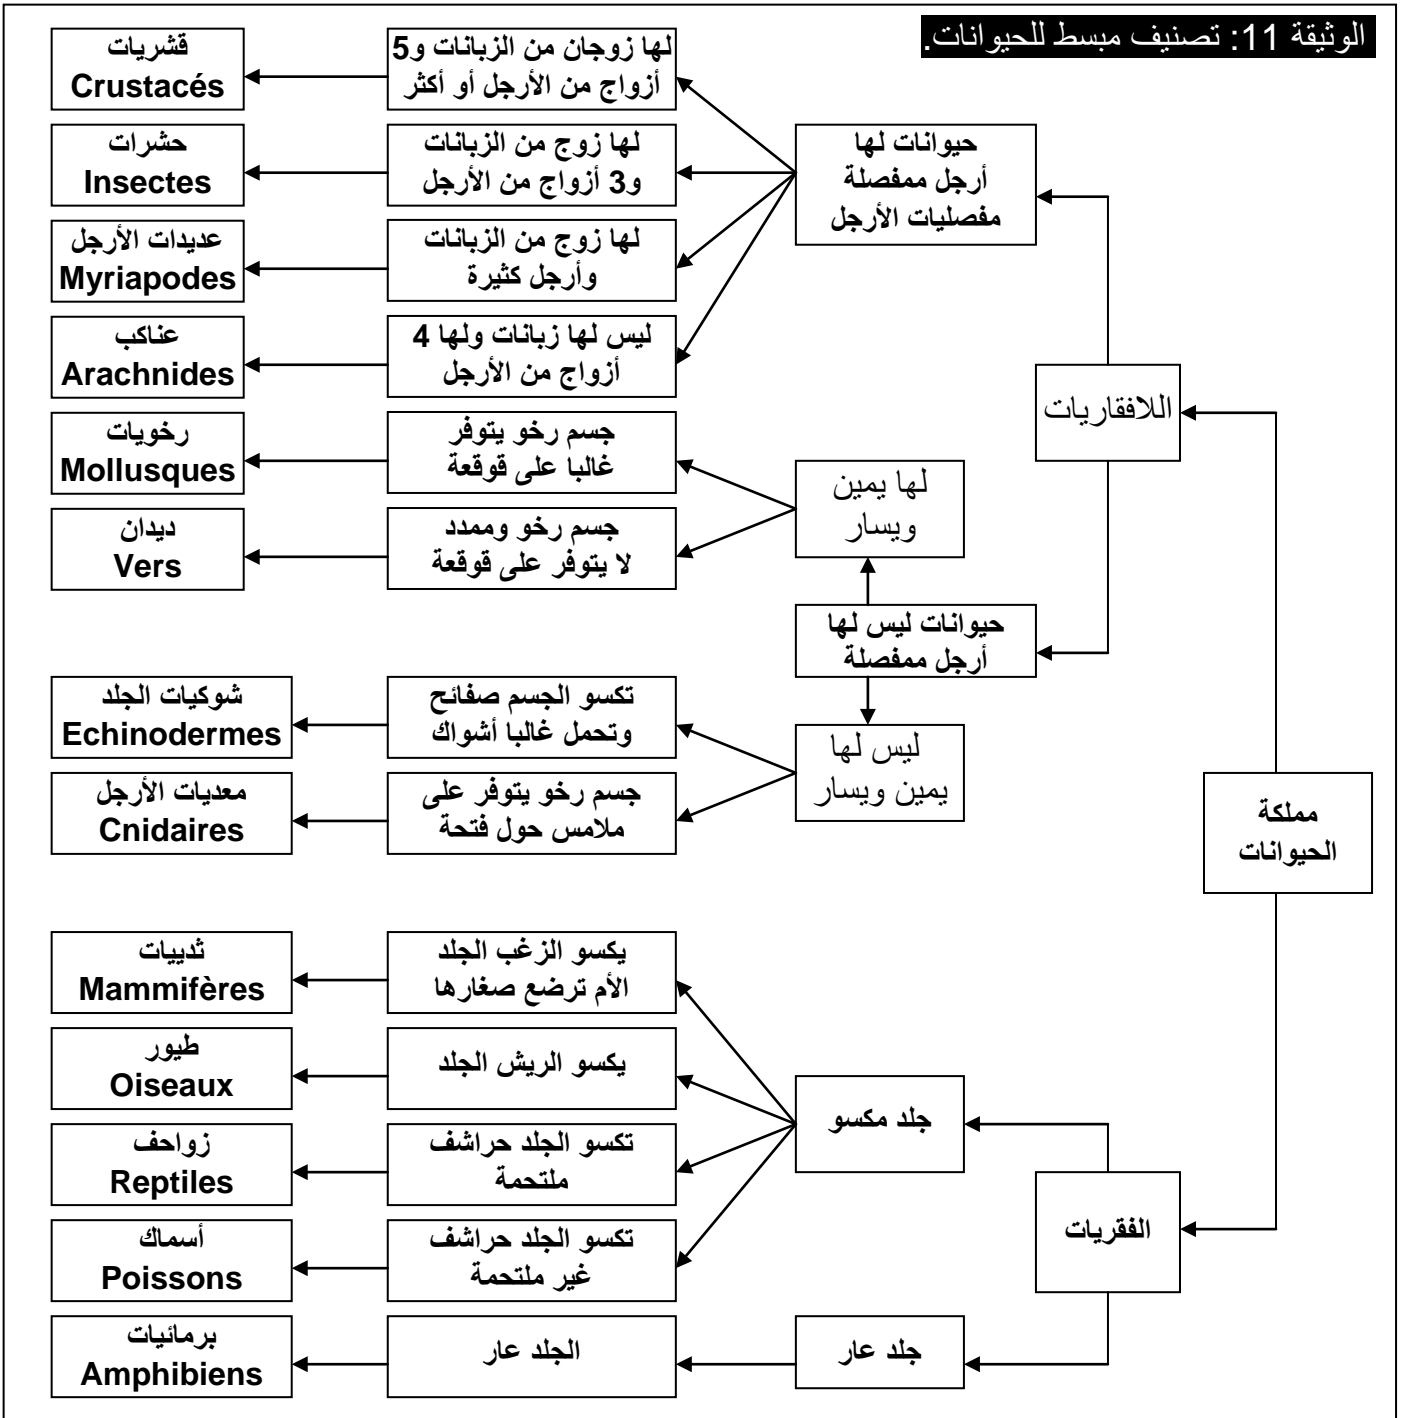 الوثيقة 11: تصنيف مبسط للحيوانات.
مملكة
الحيوانات
اللافقاريات
حيوانات لها
أرجل ممفصلة
مفصليات الأرجل
لها زوجان من الزبانات و5
أزواج من الأرجل أو أكثر
قشريات
Crustacés
لها زوج من الزبانات
و3 أزواج من الأرجل
حشرات
Insectes
لها زوج من الزبانات
وأرجل كثيرة
عديدات الأرجل
Myriapodes
ليس لها زبانات ولها 4
أزواج من الأرجل
عناكب
Arachnides
حيوانات ليس لها
أرجل ممفصلة
لها يمين
ويسار
جسم رخو يتوفر
غالبا على قوقعة
رخويات
Mollusques
جسم رخو وممدد
لا يتوفر على قوقعة
ديدان
Vers
ليس لها
يمين ويسار
تكسو الجسم صفائح
وتحمل غالبا أشواك
شوكيات الجلد
Echinodermes
جسم رخو يتوفر على
ملامس حول فتحة
معديات الأرجل
Cnidaires
الفقريات
جلد مكسو
يكسو الزغب الجلد
الأم ترضع صغارها
ثدييات
Mammifères
يكسو الريش الجلد
طيور
Oiseaux
تكسو الجلد حراشف
ملتحمة
زواحف
Reptiles
تكسو الجلد حراشف
غير ملتحمة
أسماك
Poissons
جلد عار
الجلد عار
برمائيات
Amphibiens